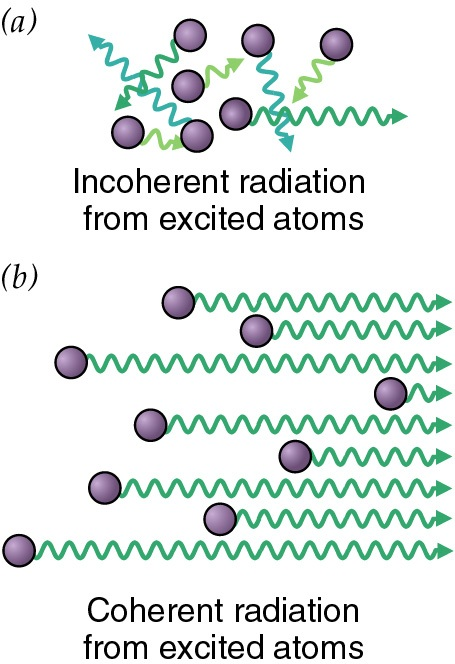 (a)
Incoherent radiation
from excited atoms
(b)
Coherent radiation
from excited atoms